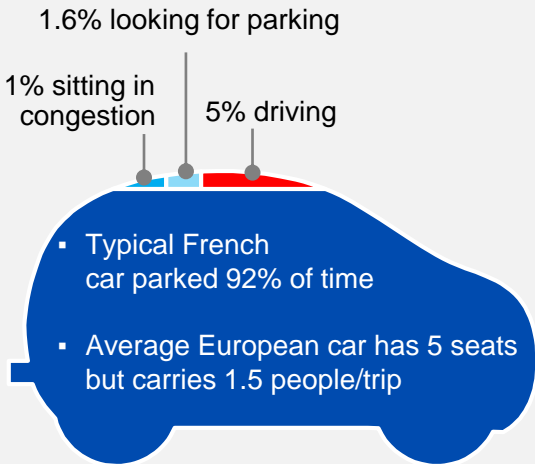 1.6% looking for parking
1% sitting in
congestion
5% driving
▪ Typical French
car parked 92% of time
▪ Average European car has 5 seats
but carries 1.5 people/trip